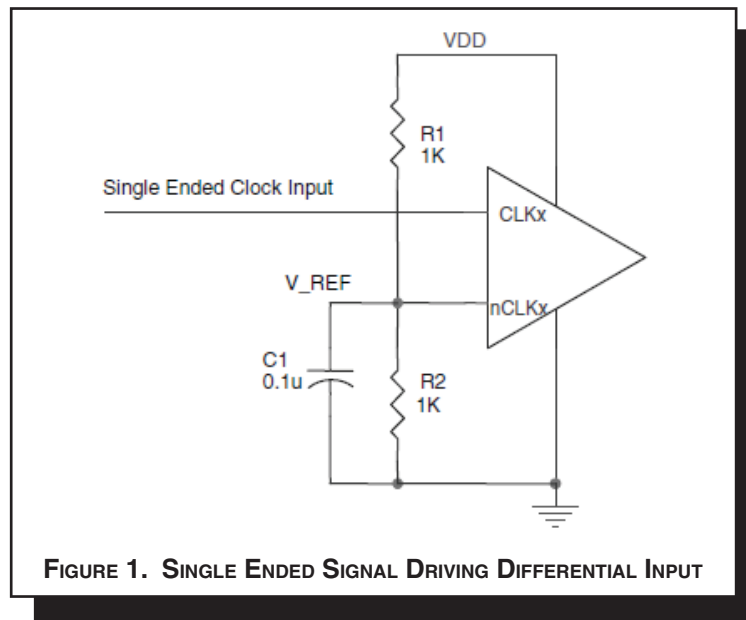 VDD
R1
1K
Single Ended Clock Input
CLKx
V_REF
nCLKx
C1
0.1u
R2
1K
FIGURE 1. SINGLE ENDED SIGNAL DRIVING DIFFERENTIAL INPUT